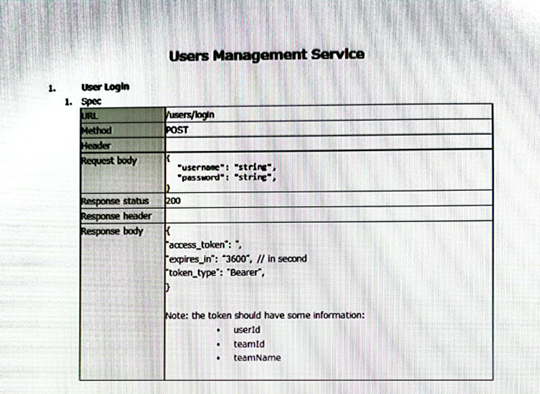 Users Management Service
1. User Login
1. Spec
URL /users/login
Method POST
Header
Request body {
"username": "string",
"password": "string",
}
Response status 200
Response header
Response body {
"access_token": ",
"expires_in": "3600", // in second
"token_type": "Bearer",
}
Note: the token should have some information:
• userId
• teamId
• teamName